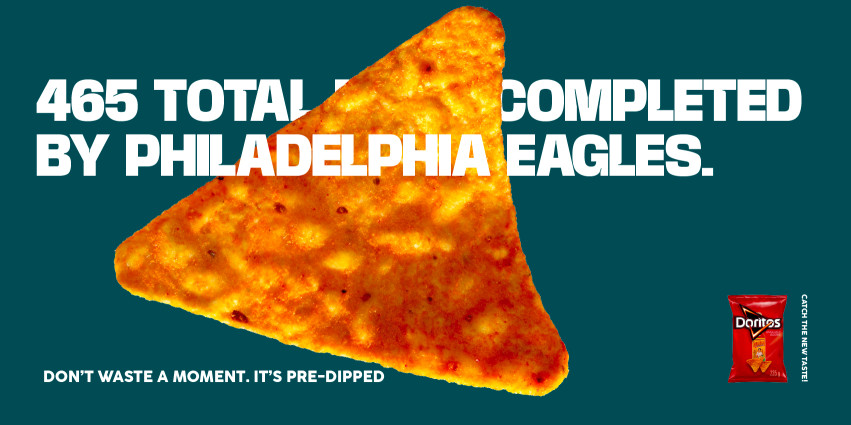 465 TOTAL COMPLETED
BY PHILADELPHIA EAGLES.
DON'T WASTE A MOMENT. IT'S PRE-DIPPED
Doritos
CATCH THE NEW TASTE!